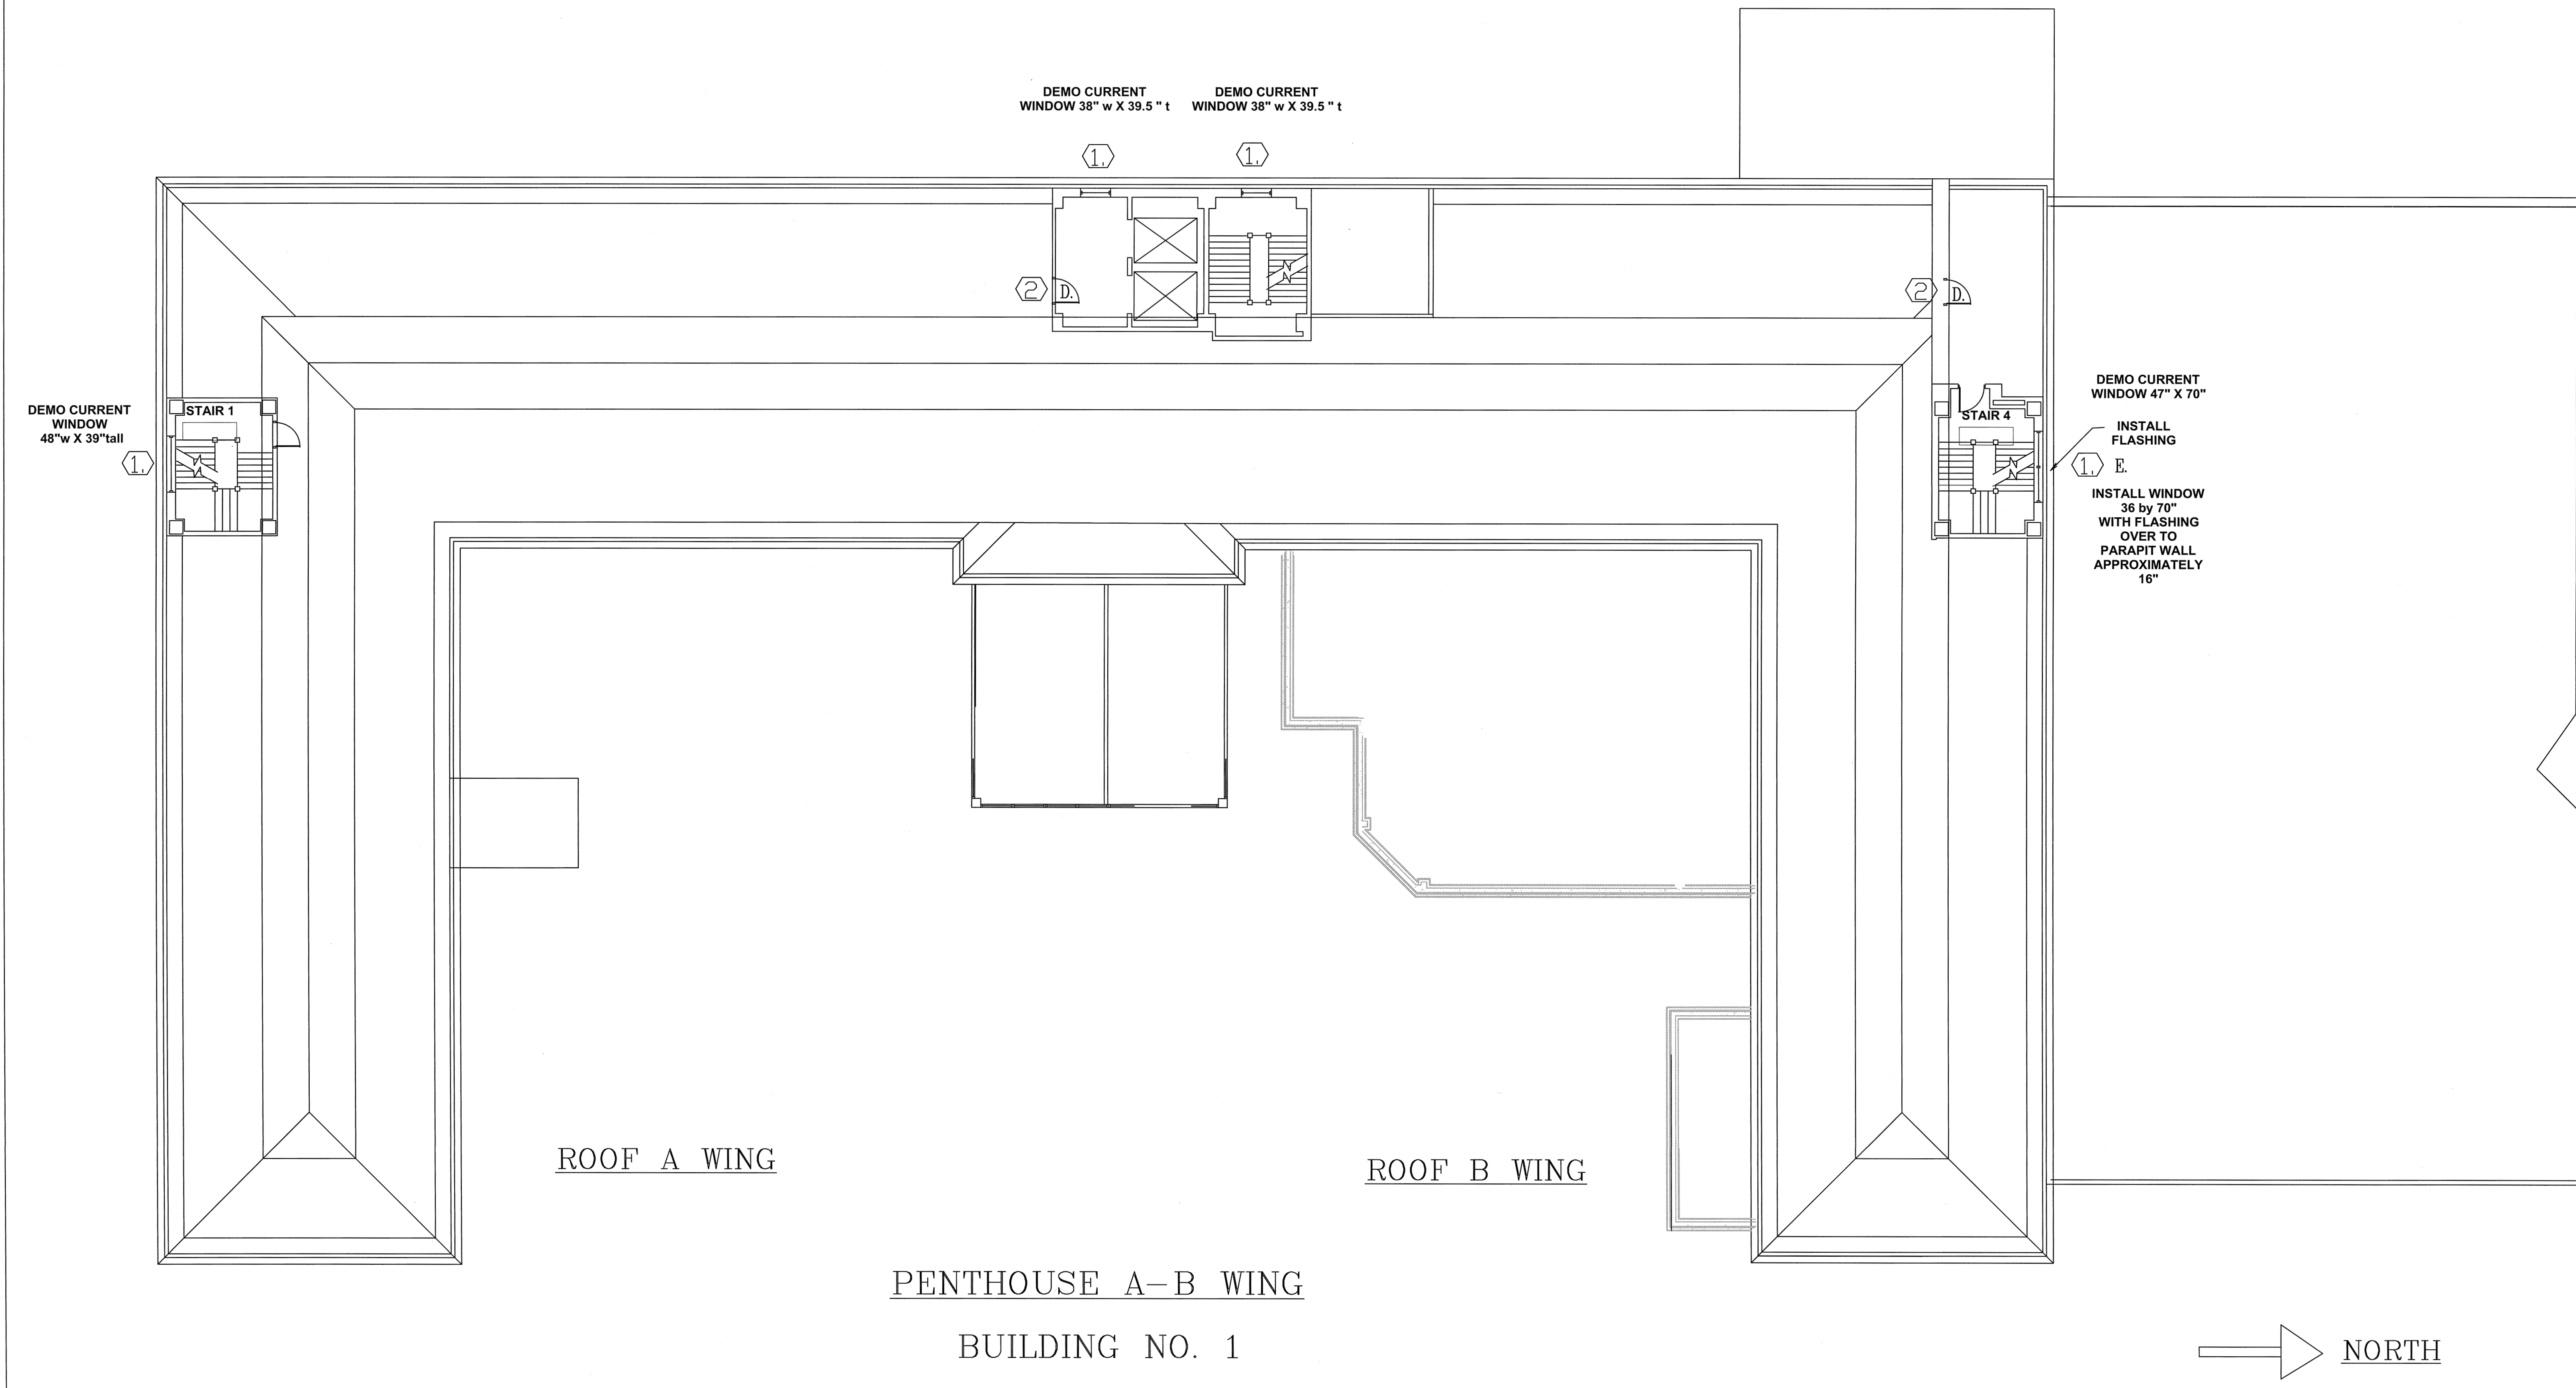 DEMO CURRENT
WINDOW 38" w X 39.5 " t
DEMO CURRENT
WINDOW 38" w X 39.5 " t
1.
1.
2
D.
2
D.
DEMO CURRENT
WINDOW
48"w X 39"tall
1.
STAIR 1
STAIR 4
DEMO CURRENT
WINDOW 47" X 70"
INSTALL
FLASHING
1. E.
INSTALL WINDOW
36 by 70"
WITH FLASHING
OVER TO
PARAPIT WALL
APPROXIMATELY
16"
ROOF A WING
ROOF B WING
PENTHOUSE A-B WING
BUILDING NO. 1
NORTH